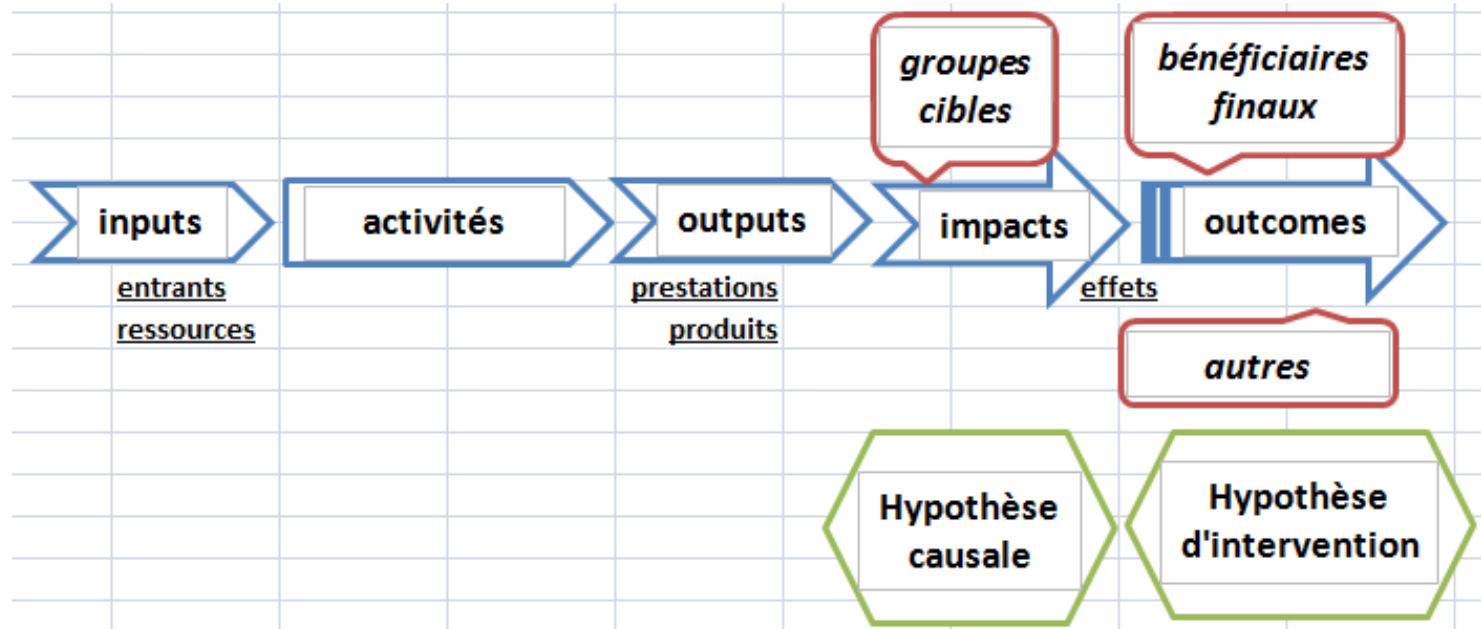 groupes
cibles
bénéficiaires
finaux
inputs
activités
outputs
impacts
outcomes
entrants
ressources
prestations
produits
effets
autres
Hypothèse
causale
Hypothèse
d'intervention